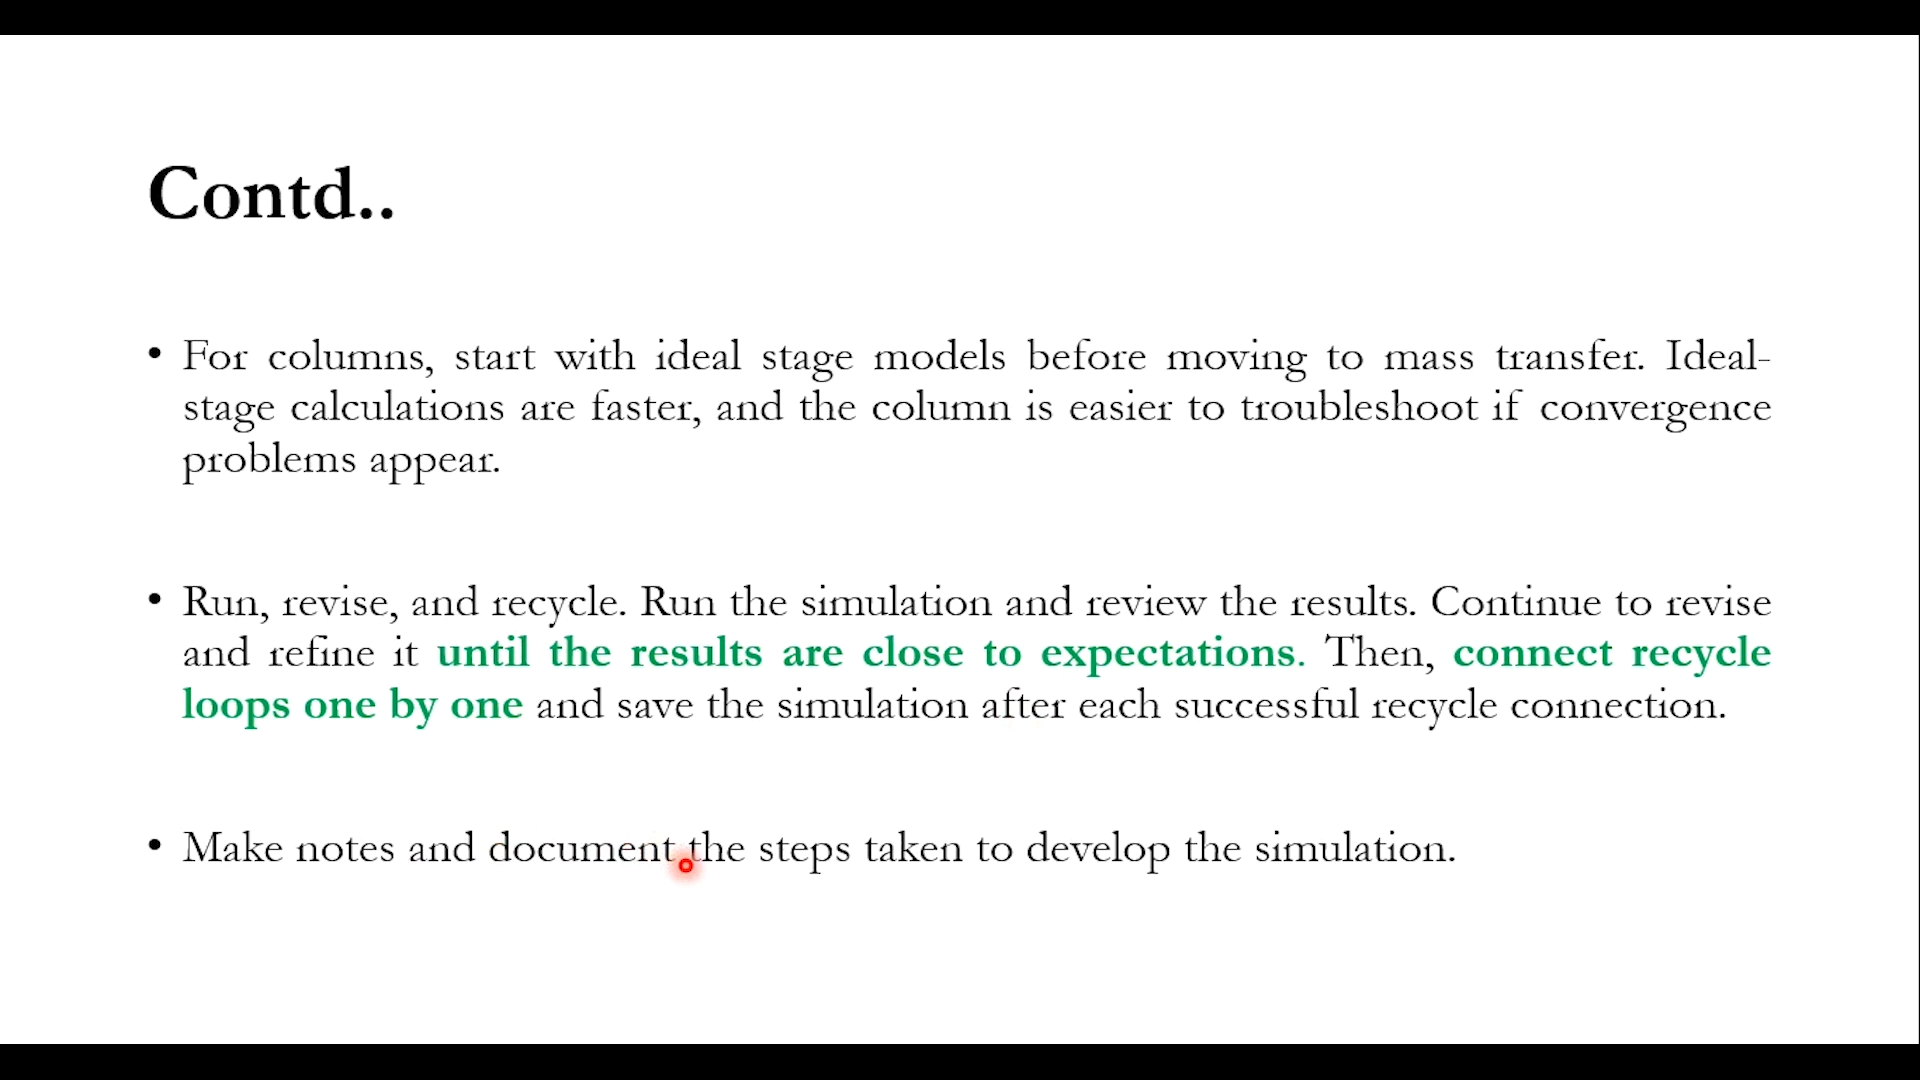 Contd..
• For columns, start with ideal stage models before moving to mass transfer. Ideal-
stage calculations are faster, and the column is easier to troubleshoot if convergence
problems appear.
• Run, revise, and recycle. Run the simulation and review the results. Continue to revise
and refine it until the results are close to expectations. Then, connect recycle
loops one by one and save the simulation after each successful recycle connection.
• Make notes and document the steps taken to develop the simulation.